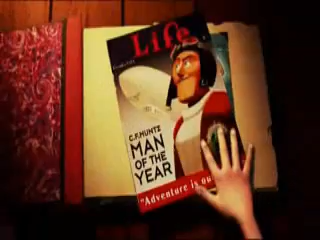 Life
C.F. MUNTZ
MAN
OF THE
YEAR
"Adventure is ou